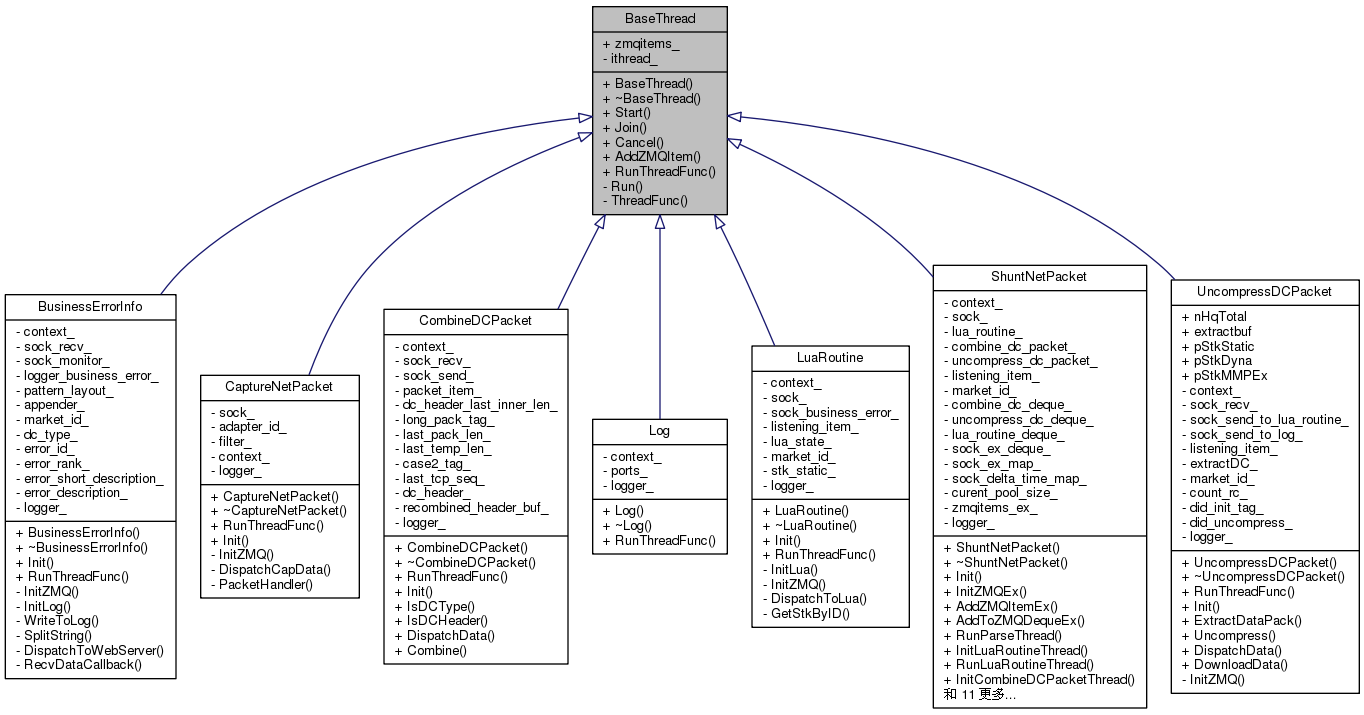 BaseThread
+ zmqitems_
- ithread_
+ BaseThread()
+ ~BaseThread()
+ Start()
+ Join()
+ Cancel()
+ AddZMQItem()
+ RunThreadFunc()
- Run()
- ThreadFunc()
BusinessErrorInfo
- context_
- sock_recv_
- sock_monitor_
- logger_business_error_
- pattern_layout_
- appender_
- market_id_
- dc_type_
- error_id_
- error_rank_
- error_short_description_
- error_description_
- logger_
+ BusinessErrorInfo()
+ ~BusinessErrorInfo()
+ Init()
+ RunThreadFunc()
- InitZMQ()
- InitLog()
- WriteToLog()
- SplitString()
- DispatchToWebServer()
- RecvDataCallback()
CaptureNetPacket
- sock_
- adapter_id_
- filter_
- context_
- logger_
+ CaptureNetPacket()
+ ~CaptureNetPacket()
+ RunThreadFunc()
+ Init()
- InitZMQ()
- DispatchCapData()
- PacketHandler()
CombineDCPacket
- context_
- sock_recv_
- sock_send_
- packet_item_
- dc_header_last_inner_len_
- long_pack_tag_
- last_pack_len_
- last_temp_len_
- case2_tag_
- last_tcp_seq_
- dc_header_
- recombined_header_buf_
- logger_
+ CombineDCPacket()
+ ~CombineDCPacket()
+ RunThreadFunc()
+ Init()
+ IsDCType()
+ IsDCHeader()
+ DispatchData()
+ Combine()
Log
- context_
- ports_
- logger_
+ Log()
+ ~Log()
+ RunThreadFunc()
LuaRoutine
- context_
- sock_
- sock_business_error_
- listening_item_
- lua_state_
- market_id_
- stk_static_
- logger_
+ LuaRoutine()
+ ~LuaRoutine()
+ Init()
+ RunThreadFunc()
- InitLua()
- InitZMQ()
- DispatchToLua()
- GetStkByID()
ShuntNetPacket
- context_
- sock_
- lua_routine_
- combine_dc_packet_
- uncompress_dc_packet_
- listening_item_
- market_id_
- combine_dc_deque_
- uncompress_dc_deque_
- lua_routine_deque_
- sock_ex_deque_
- sock_ex_map_
- sock_delta_time_map_
- curent_pool_size_
- zmqitems_ex_
- logger_
+ ShuntNetPacket()
+ ~ShuntNetPacket()
+ Init()
+ InitZMQEx()
+ AddZMQItemEx()
+ AddToZMQDequeEx()
+ RunParseThread()
+ InitLuaRoutineThread()
+ RunLuaRoutineThread()
+ InitCombineDCPacketThread()
和 11 更多...
UncompressDCPacket
+ nHqTotal
+ extractbuf
+ pStkStatic
+ pStkDyna
+ pStkMMPEx
- context_
- sock_recv_
- sock_send_to_lua_routine_
- sock_send_to_log_
- listening_item_
- extractDC_
- market_id_
- count_rc_
- did_init_tag_
- did_uncompress_
- logger_
+ UncompressDCPacket()
+ ~UncompressDCPacket()
+ RunThreadFunc()
+ Init()
+ ExtractDataPack()
+ Uncompress()
+ DispatchData()
+ DownloadData()
- InitZMQ()